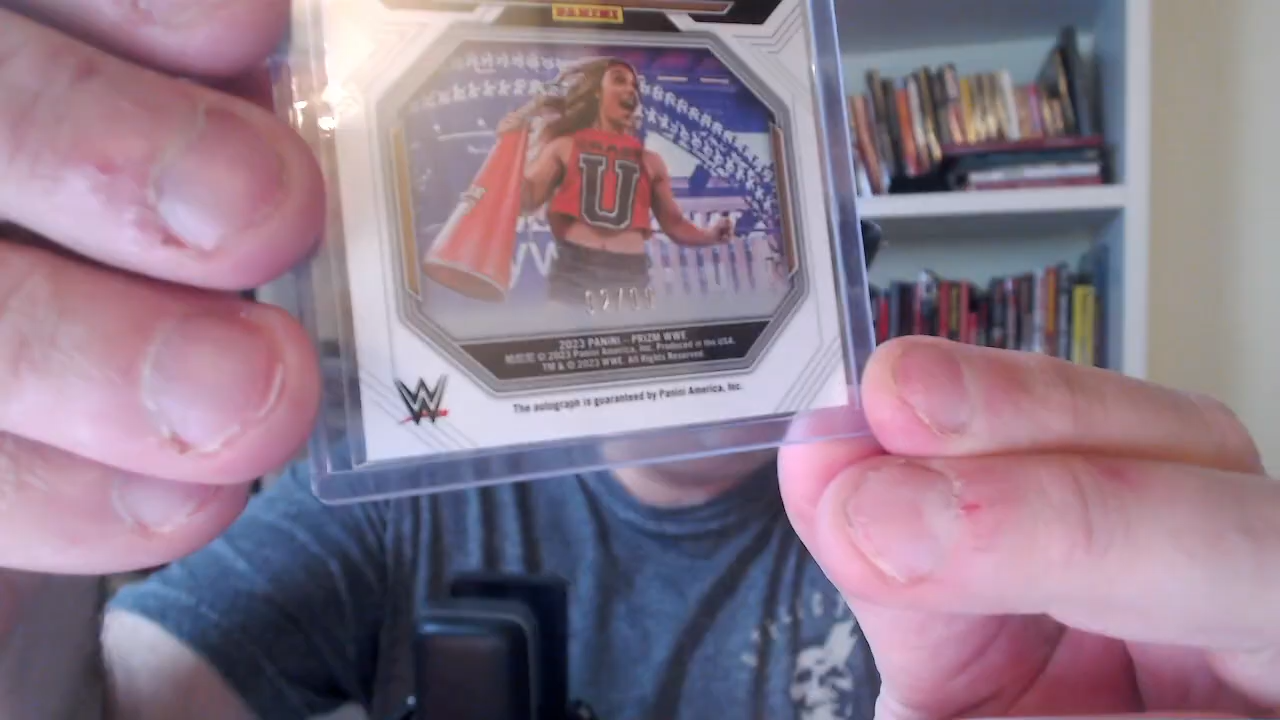 PANINI
U
2023 PANINI - PRIZM WWE
© 2023 Panini America, Inc. Produced in the USA.
TM & © 2023 WWE. All Rights Reserved.
The autograph is guaranteed by Panini America, Inc.